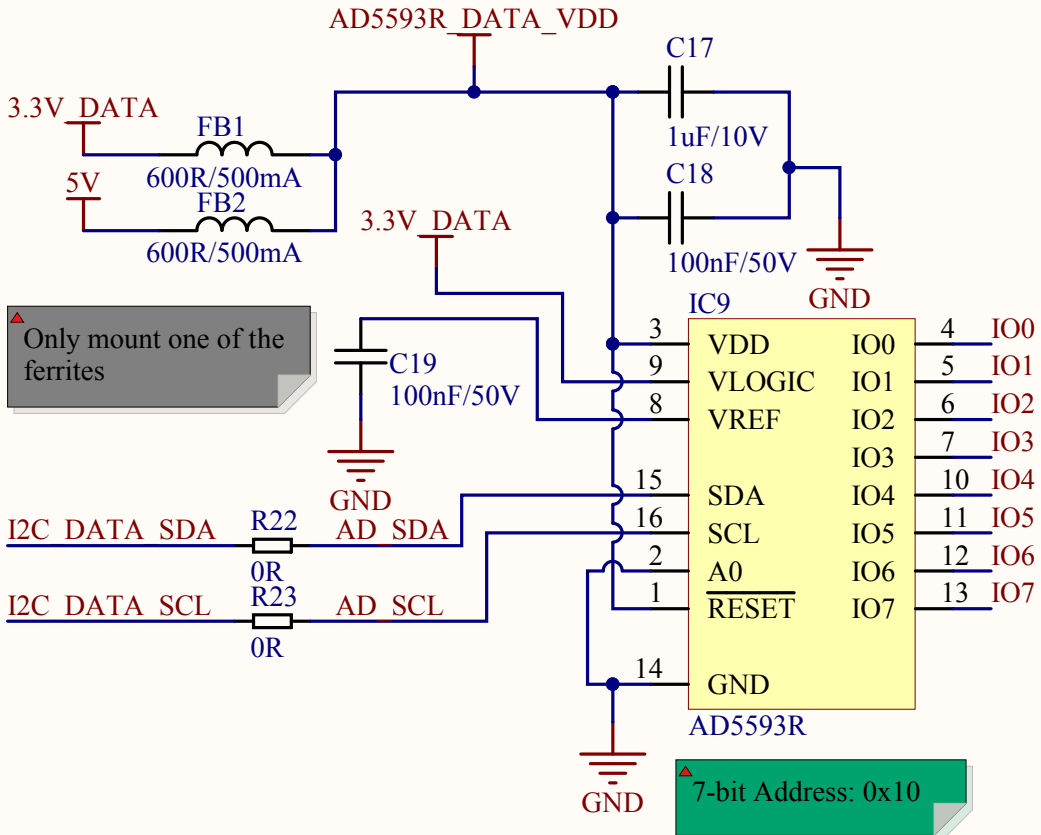 AD5593R_DATA_VDD
C17
1uF/10V
C18
100nF/50V
GND
3.3V_DATA
FB1
600R/500mA
5V
FB2
600R/500mA
3.3V_DATA
Only mount one of the
ferrites
C19
100nF/50V
GND
IC9
3 VDD IO0 4 IO0
9 VLOGIC IO1 5 IO1
8 VREF IO2 6 IO2
IO3 7 IO3
15 SDA IO4 10 IO4
16 SCL IO5 11 IO5
2 A0 IO6 12 IO6
1 RESET IO7 13 IO7
14 GND
AD5593R
I2C_DATA_SDA R22 AD_SDA
0R
I2C_DATA_SCL R23 AD_SCL
0R
GND
7-bit Address: 0x10